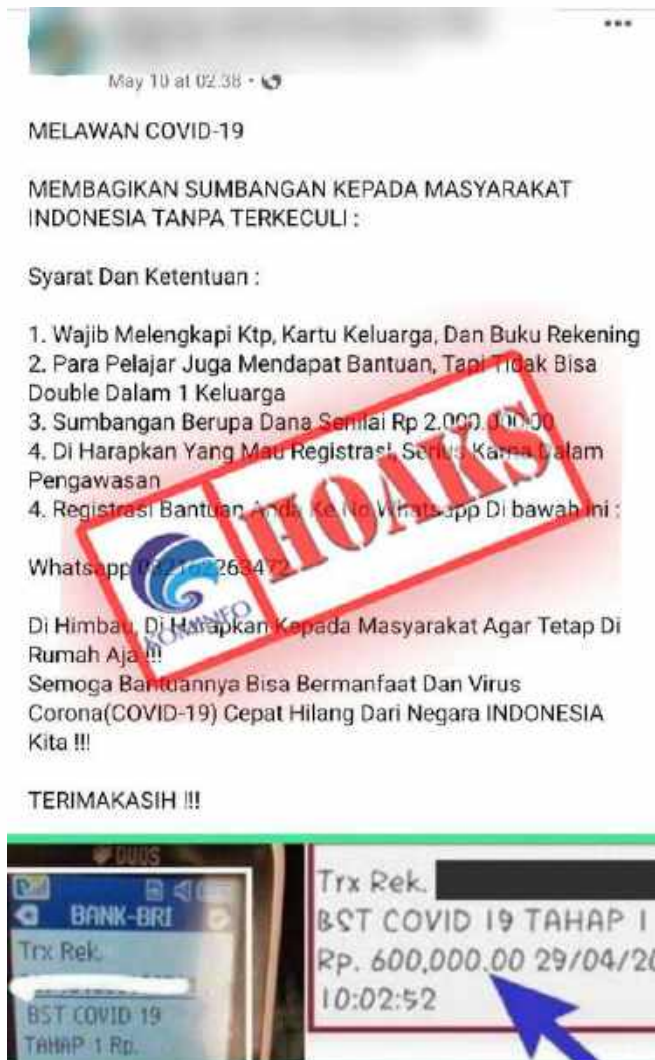 May 10 at 02.38 •
MELAWAN COVID-19
MEMBAGIKAN SUMBANGAN KEPADA MASYARAKAT
INDONESIA TANPA TERKECULI :
Syarat Dan Ketentuan :
1. Wajib Melengkapi Ktp, Kartu Keluarga, Dan Buku Rekening
2. Para Pelajar Juga Mendapat Bantuan, Tapi Tidak Bisa
Double Dalam 1 Keluarga
3. Sumbangan Berupa Dana Senilai Rp 2.000.000.00
4. Di Harapkan Yang Mau Registrasi, Serius Karna Dalam
Pengawasan
4. Registrasi Bantuan Anda Ke No Whatsapp Di bawah ini :
Whatsapp
HOAKS
KOMINFO
Di Himbau, Di Harapkan Kepada Masyarakat Agar Tetap Di
Rumah Aja !!!
Semoga Bantuannya Bisa Bermanfaat Dan Virus
Corona(COVID-19) Cepat Hilang Dari Negara INDONESIA
Kita !!!
TERIMAKASIH !!!
DUOS
BANK-BRI
Trx Rek.
BST COVID 19
TAHAP 1 Rp.
Trx Rek.
BST COVID 19 TAHAP 1
Rp. 600,000.00 29/04/20
10:02:52